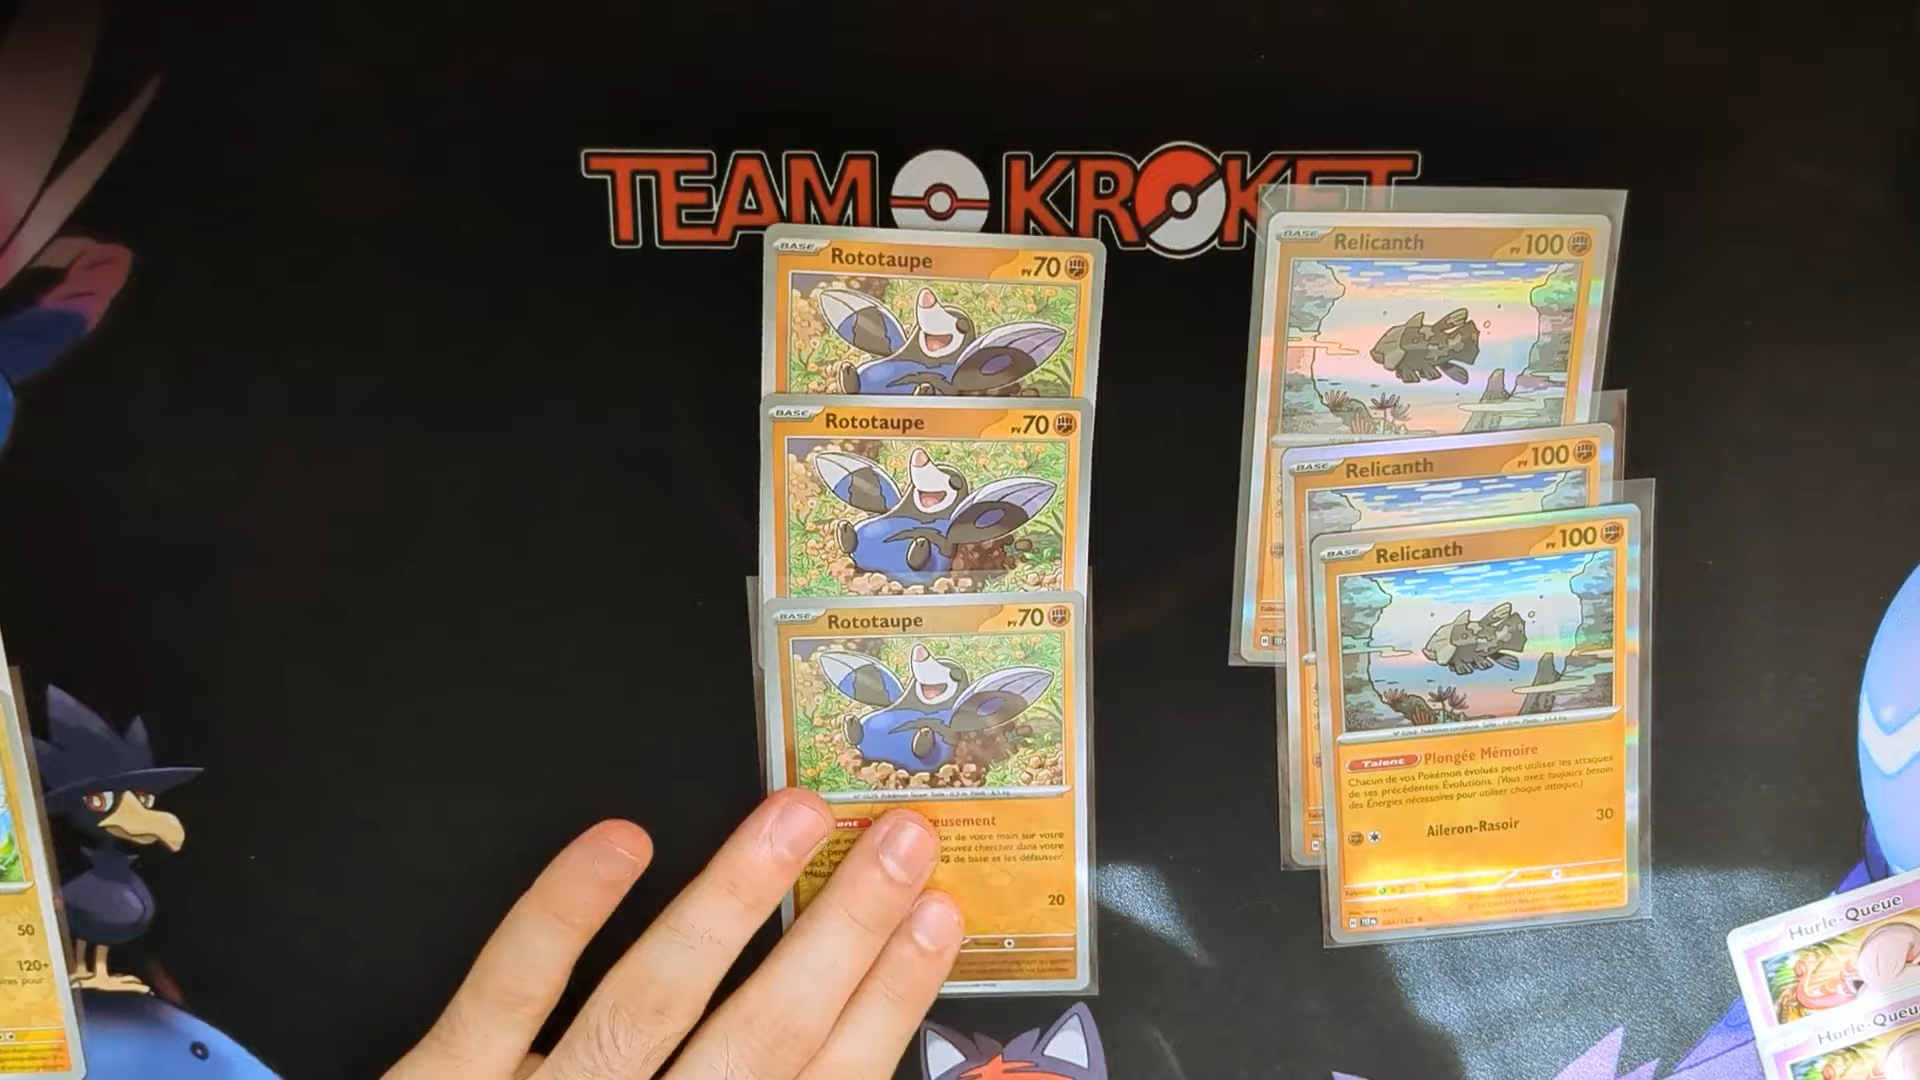 TEAM KROKET
BASE Rototaupe PV 70
BASE Rototaupe PV 70
BASE Rototaupe PV 70
on de votre main sur votre
pouvez chercher dans votre
de base et les défausser
20
BASE Relicanth PV 100
BASE Relicanth PV 100
BASE Relicanth PV 100
Talent Plongée Mémoire
Chacun de vos Pokémon évolués peut utiliser les attaques
de ses précédentes Évolutions. (Vous avez toujours besoin
des Énergies nécessaires pour utiliser chaque attaque.)
Aileron-Rasoir 30
50
120+
Hurle-Queue
Hurle-Queue